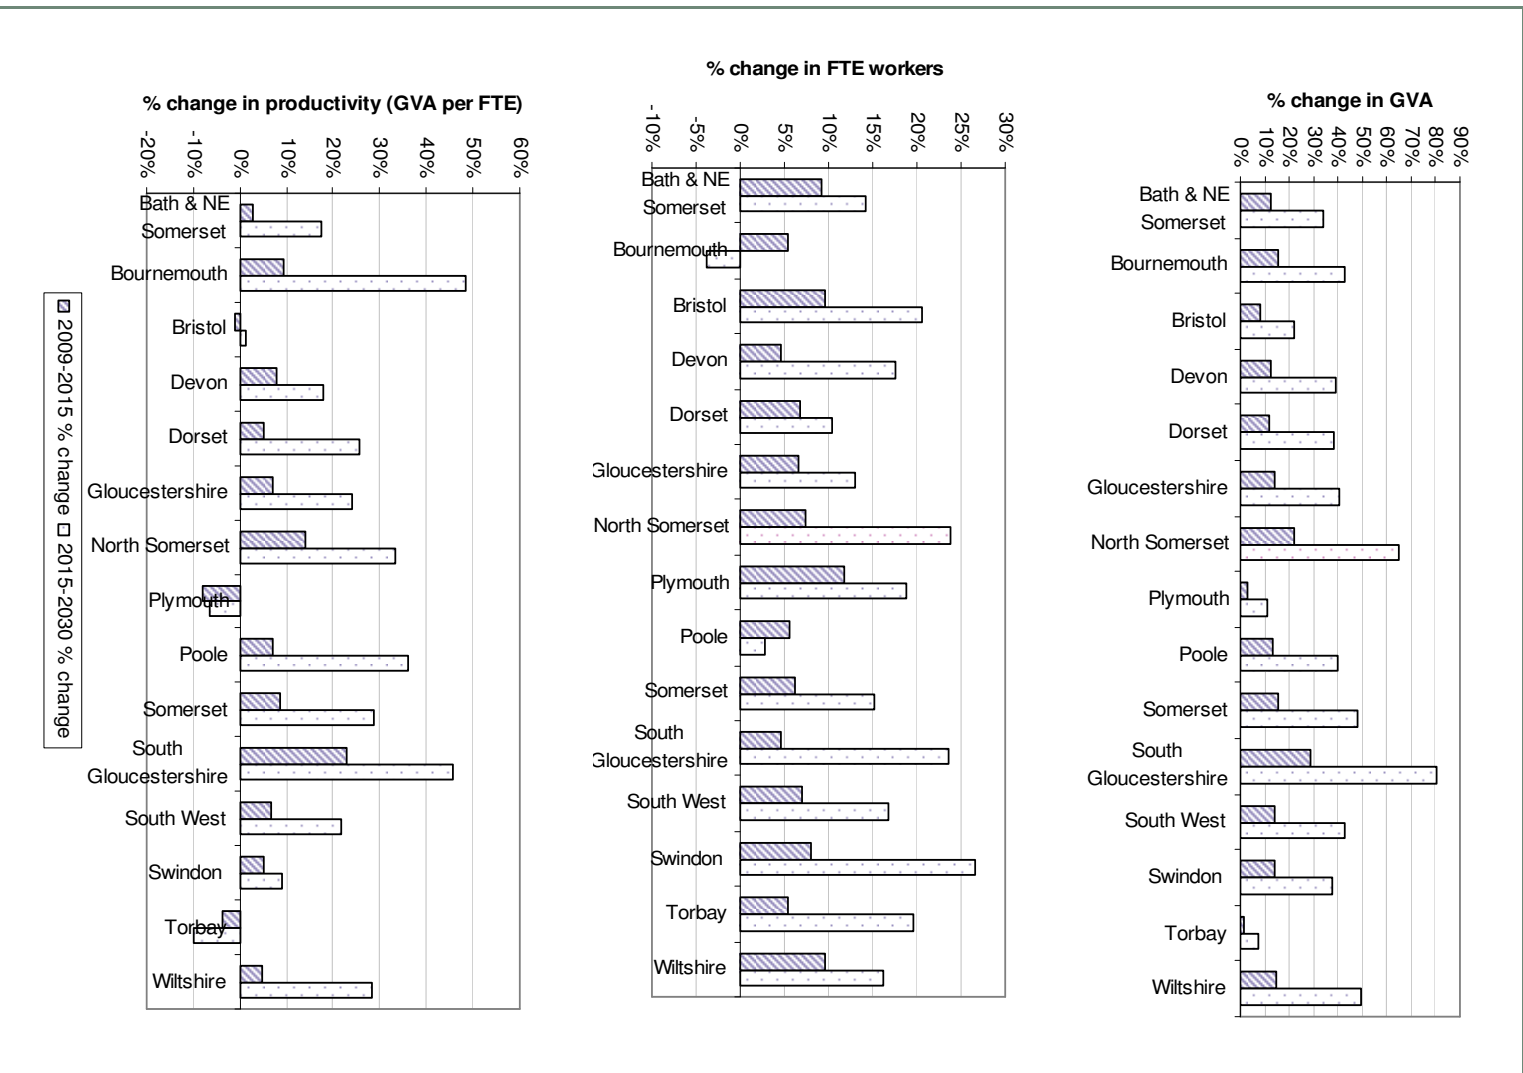 % change in productivity (GVA per FTE)
-20%
-10%
0%
10%
20%
30%
40%
50%
60%
Bath & NE
Somerset
Bournemouth
Bristol
Devon
Dorset
Gloucestershire
North Somerset
Plymouth
Poole
Somerset
South
Gloucestershire
South West
Swindon
Torbay
Wiltshire
2009-2015 % change
2015-2030 % change
% change in FTE workers
-10%
-5%
0%
5%
10%
15%
20%
25%
30%
Bath & NE
Somerset
Bournemouth
Bristol
Devon
Dorset
Gloucestershire
North Somerset
Plymouth
Poole
Somerset
South
Gloucestershire
South West
Swindon
Torbay
Wiltshire
% change in GVA
0%
10%
20%
30%
40%
50%
60%
70%
80%
90%
Bath & NE
Somerset
Bournemouth
Bristol
Devon
Dorset
Gloucestershire
North Somerset
Plymouth
Poole
Somerset
South
Gloucestershire
South West
Swindon
Torbay
Wiltshire